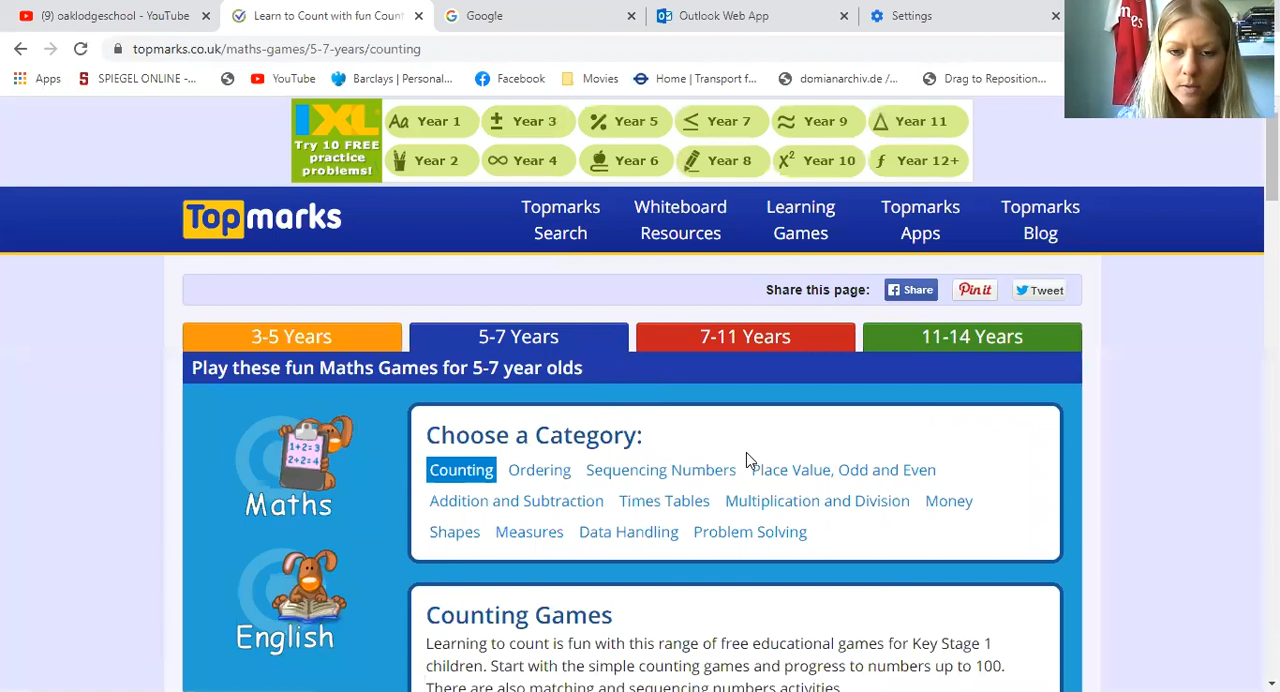 (9) oaklodgeschool - YouTube
Learn to Count with fun Count
Google
Outlook Web App
Settings
topmarks.co.uk/maths-games/5-7-years/counting
Apps
SPIEGEL ONLINE -...
YouTube
Barclays | Personal...
Facebook
Movies
Home | Transport f...
domianarchiv.de /...
Drag to Reposition...
IXL
Try 10 FREE
practice
problems!
Aa Year 1
± Year 3
% Year 5
≤ Year 7
≈ Year 9
△ Year 11
Year 2
∞ Year 4
Year 6
Year 8
x² Year 10
ƒ Year 12+
Topmarks
Topmarks
Search
Whiteboard
Resources
Learning
Games
Topmarks
Apps
Topmarks
Blog
Share this page:
Share
Pin it
Tweet
3-5 Years
5-7 Years
7-11 Years
11-14 Years
Play these fun Maths Games for 5-7 year olds
1+2=3
2+2=4
Maths
English
Choose a Category:
Counting Ordering Sequencing Numbers Place Value, Odd and Even
Addition and Subtraction Times Tables Multiplication and Division Money
Shapes Measures Data Handling Problem Solving
Counting Games
Learning to count is fun with this range of free educational games for Key Stage 1
children. Start with the simple counting games and progress to numbers up to 100.
There are also matching and sequencing numbers activities.